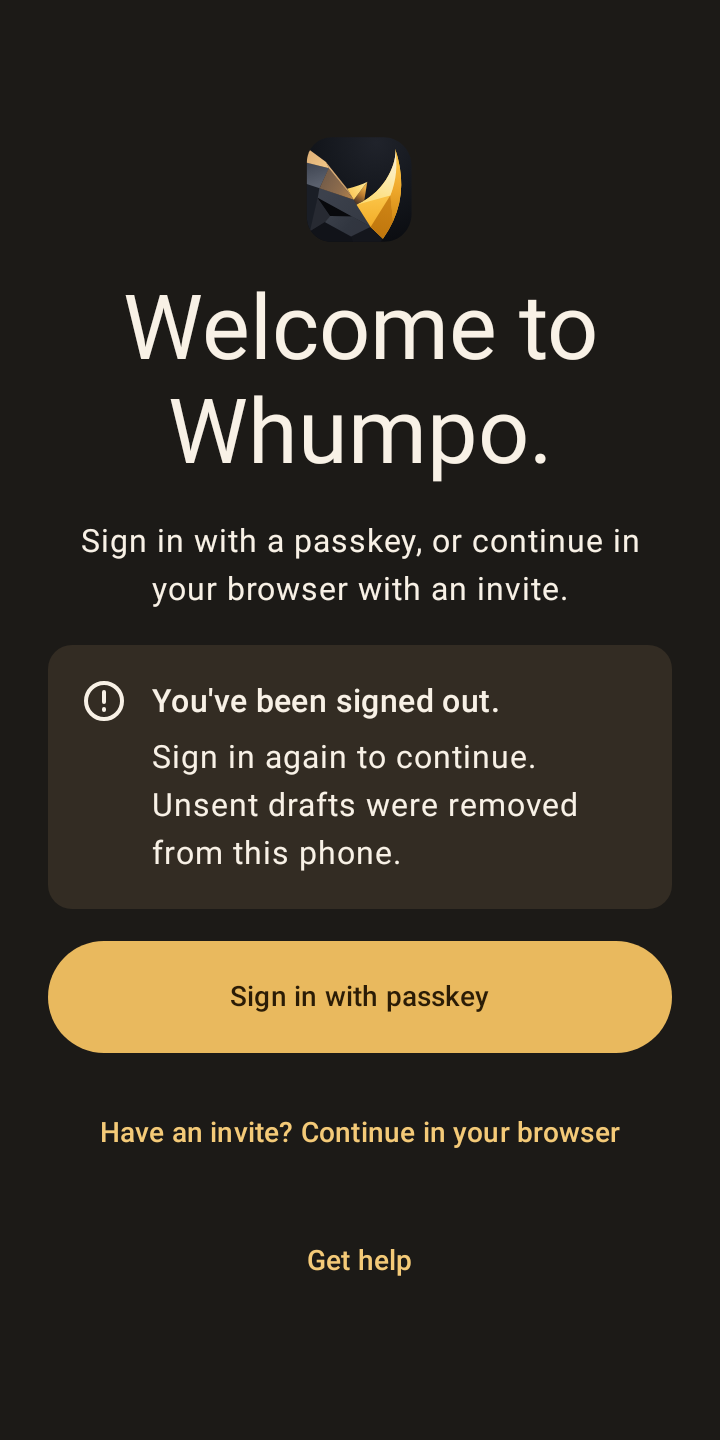 Welcome to
Whumpo.
Sign in with a passkey, or continue in
your browser with an invite.
You've been signed out.
Sign in again to continue.
Unsent drafts were removed
from this phone.
Sign in with passkey
Have an invite? Continue in your browser
Get help